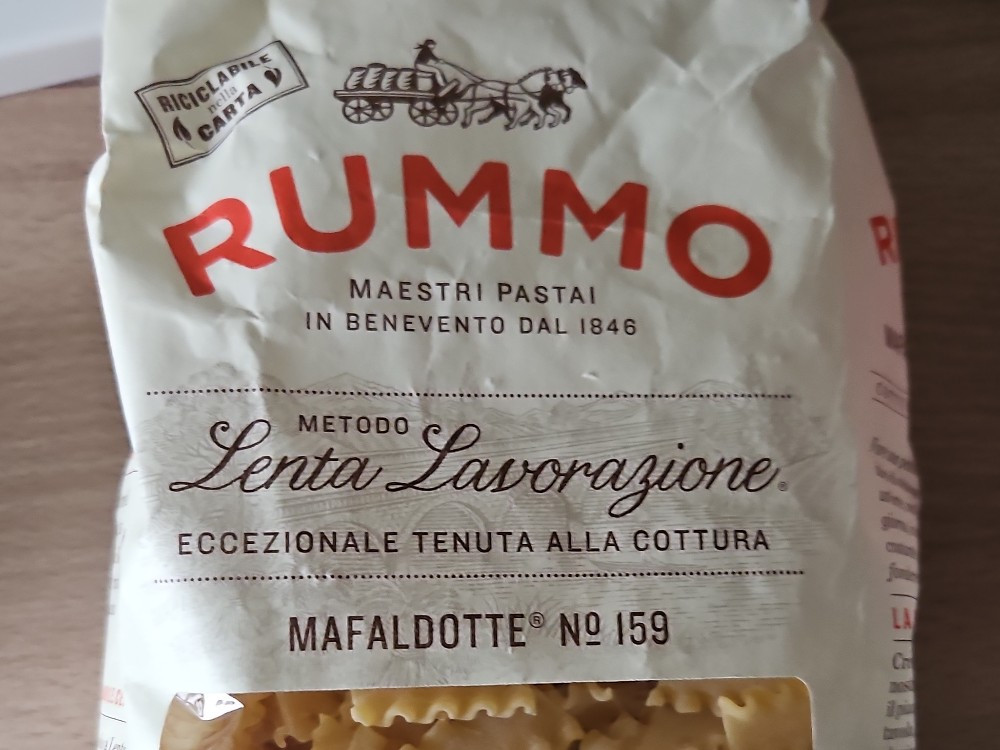 RICICLABILE
nella
CARTA
RUMMO
MAESTRI PASTAI
IN BENEVENTO DAL 1846
METODO
Lenta Lavorazione®
ECCEZIONALE TENUTA ALLA COTTURA
MAFALDOTTE® Nº 159
LA